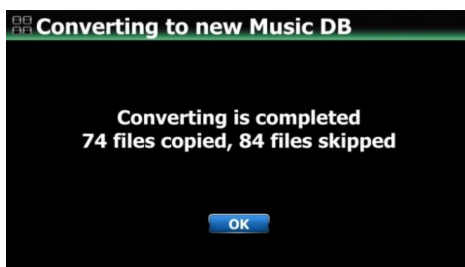 Converting to new Music DB
Converting is completed
74 files copied, 84 files skipped
OK